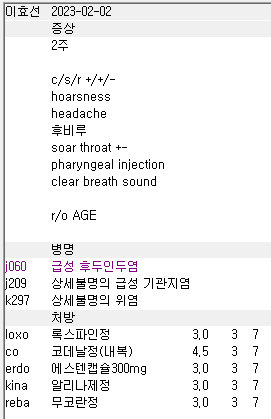 이효선 2023-02-02
증상
2주
c/s/r +/+/-
hoarsness
headache
후비루
soar throat +-
pharyngeal injection
clear breath sound
r/o AGE
병명
j060 급성 후두인두염
j209 상세불명의 급성 기관지염
k297 상세불명의 위염
처방
loxo 록스파인정 3.0 3 7
co 코데날정(내복) 4.5 3 7
erdo 에스텐캡슐300mg 3.0 3 7
kina 알리나제정 3.0 3 7
reba 무코란정 3.0 3 7